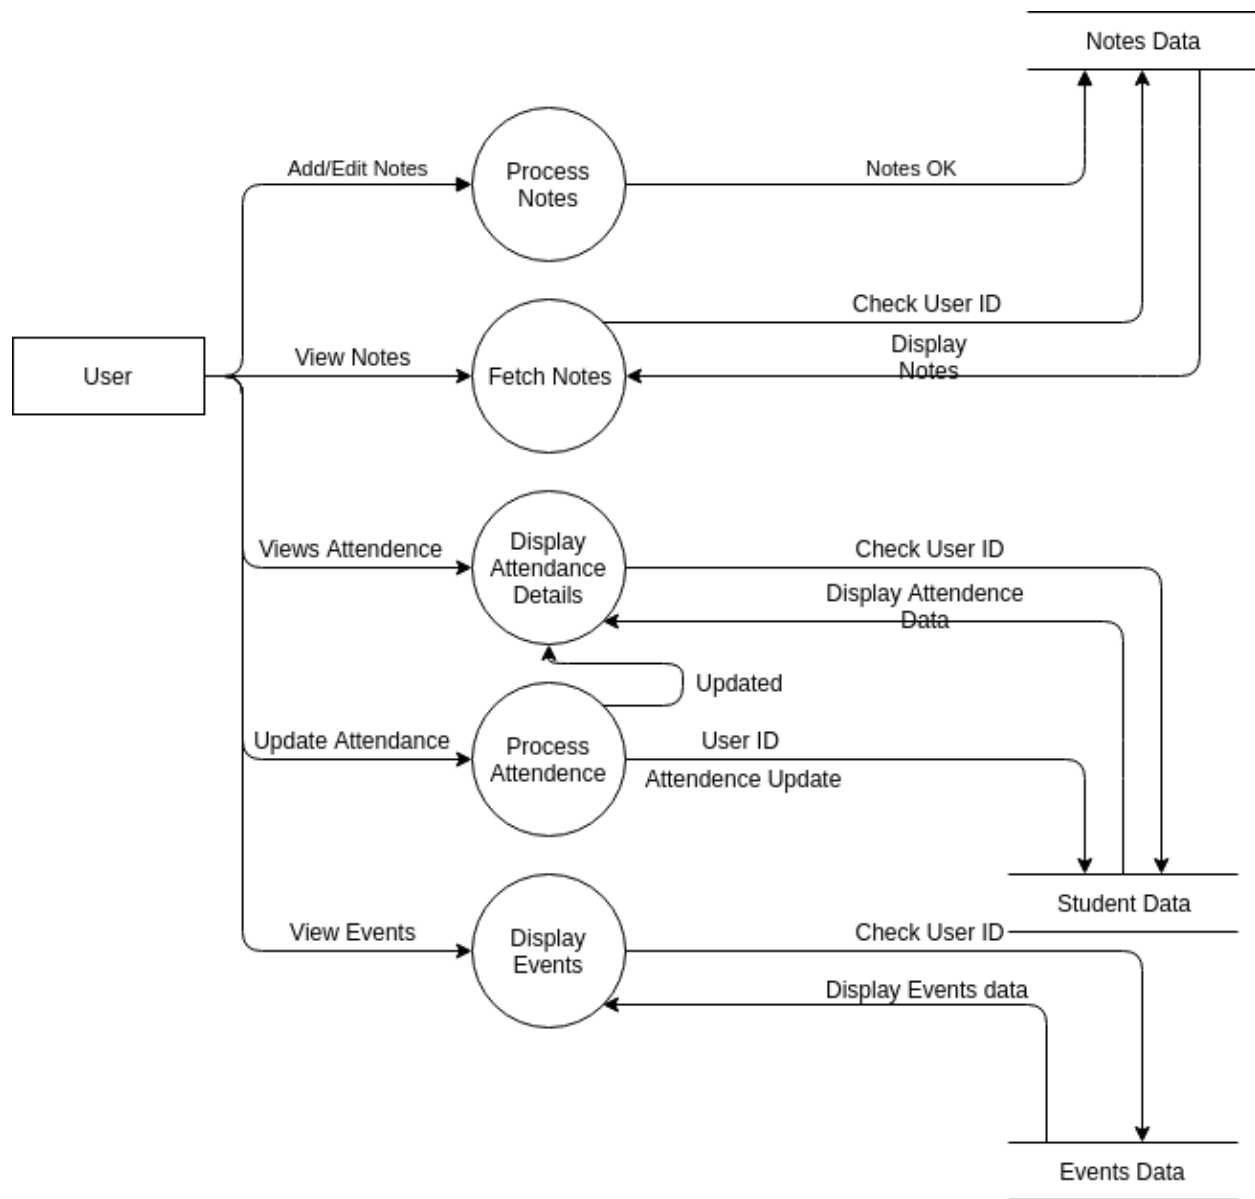 Notes Data
Add/Edit Notes
Process
Notes
Notes OK
Check User ID
User
View Notes
Fetch Notes
Display
Notes
Views Attendence
Display
Attendance
Details
Check User ID
Display Attendence
Data
Updated
Update Attendance
Process
Attendence
User ID
Attendence Update
Student Data
View Events
Display
Events
Check User ID
Display Events data
Events Data